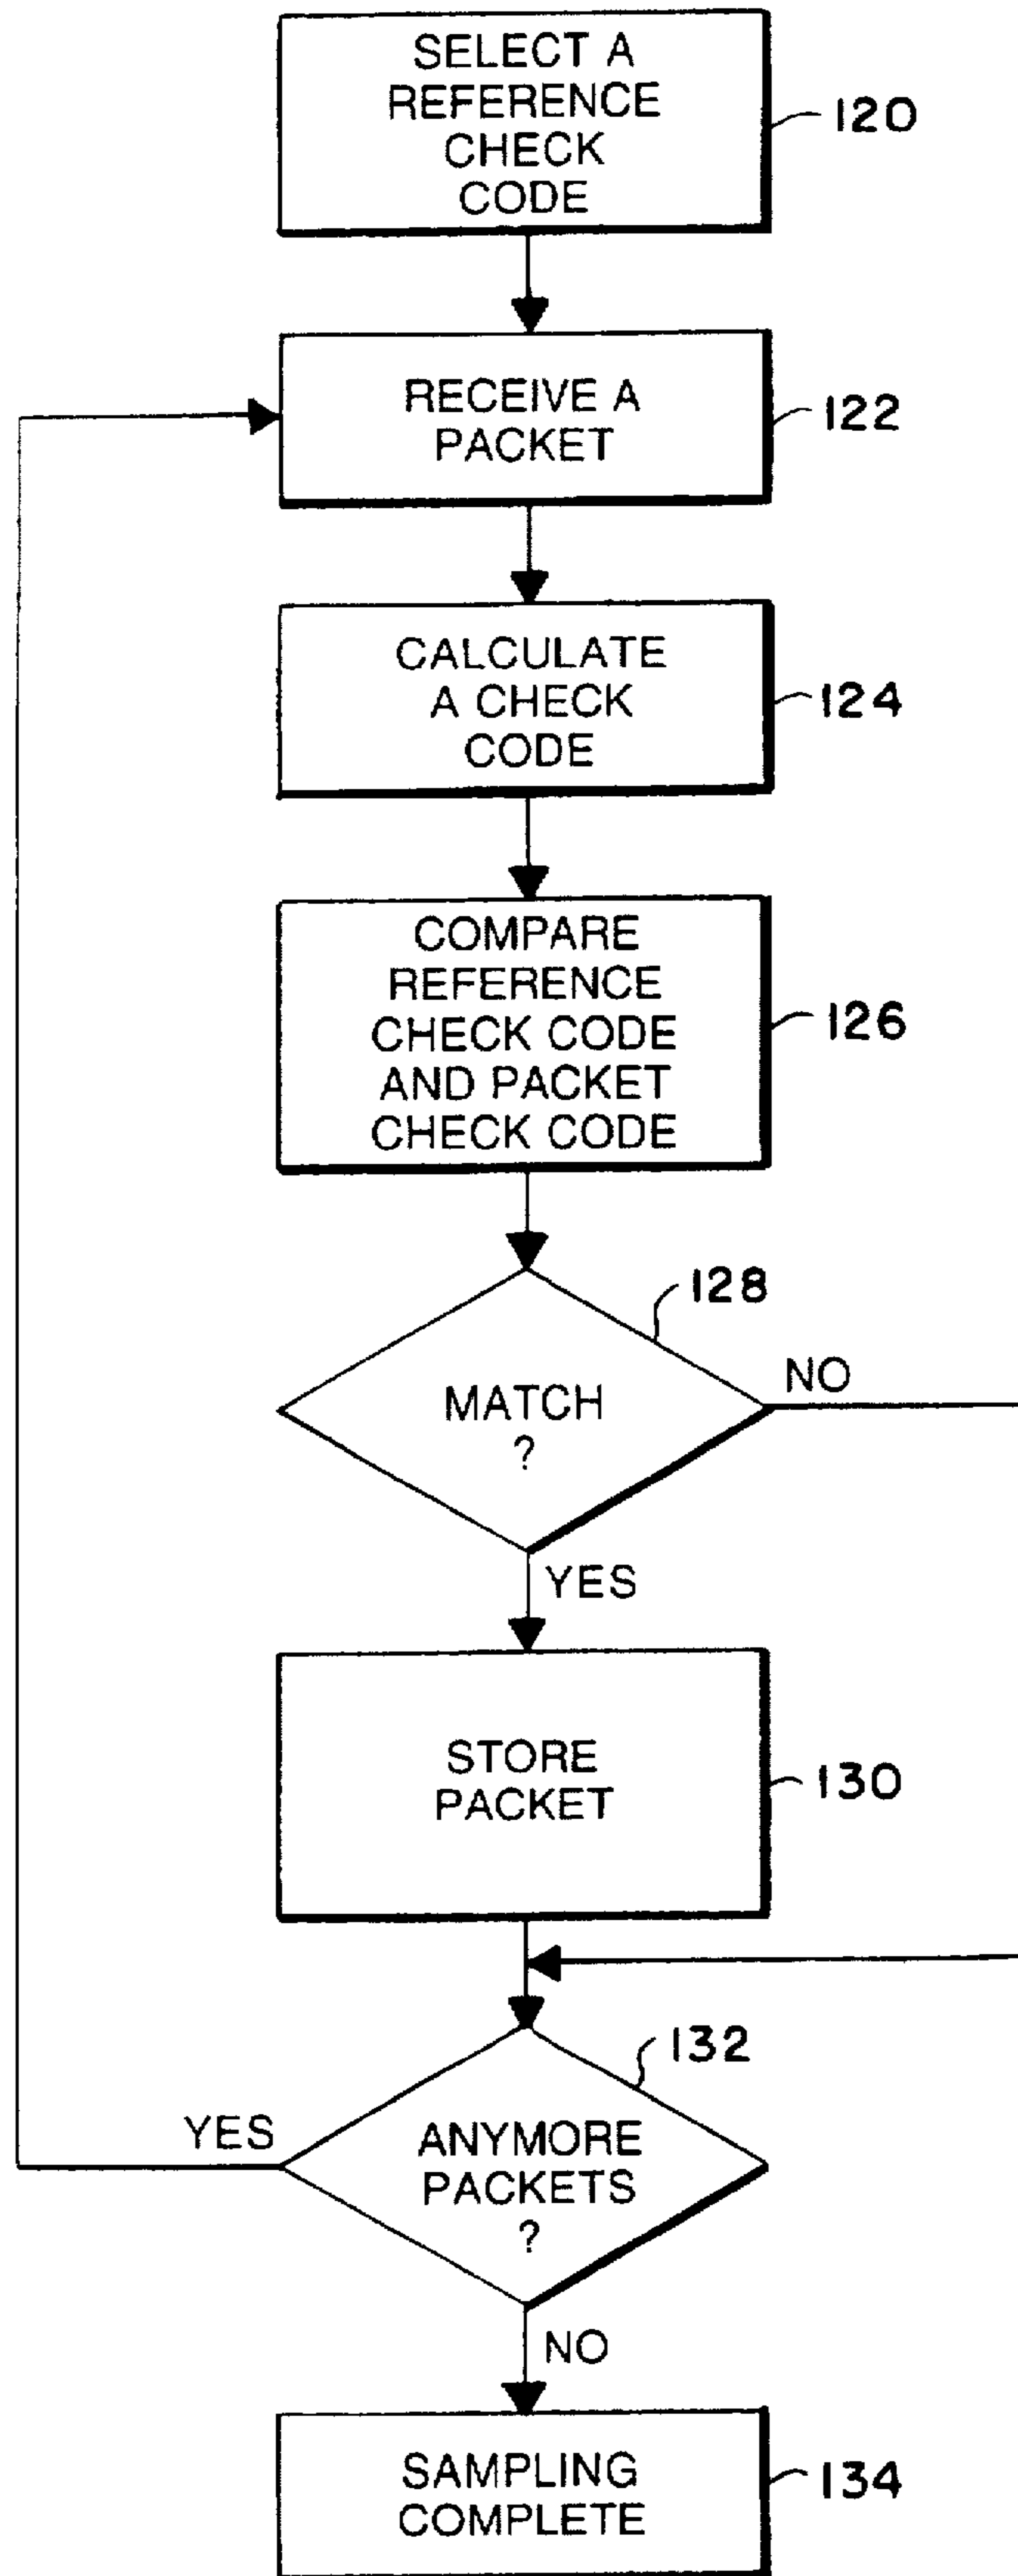 SELECT A
REFERENCE
CHECK
CODE
120
RECEIVE A
PACKET
122
CALCULATE
A CHECK
CODE
124
COMPARE
REFERENCE
CHECK CODE
AND PACKET
CHECK CODE
126
128
MATCH
?
NO
YES
STORE
PACKET
130
132
YES
ANYMORE
PACKETS
?
NO
SAMPLING
COMPLETE
134